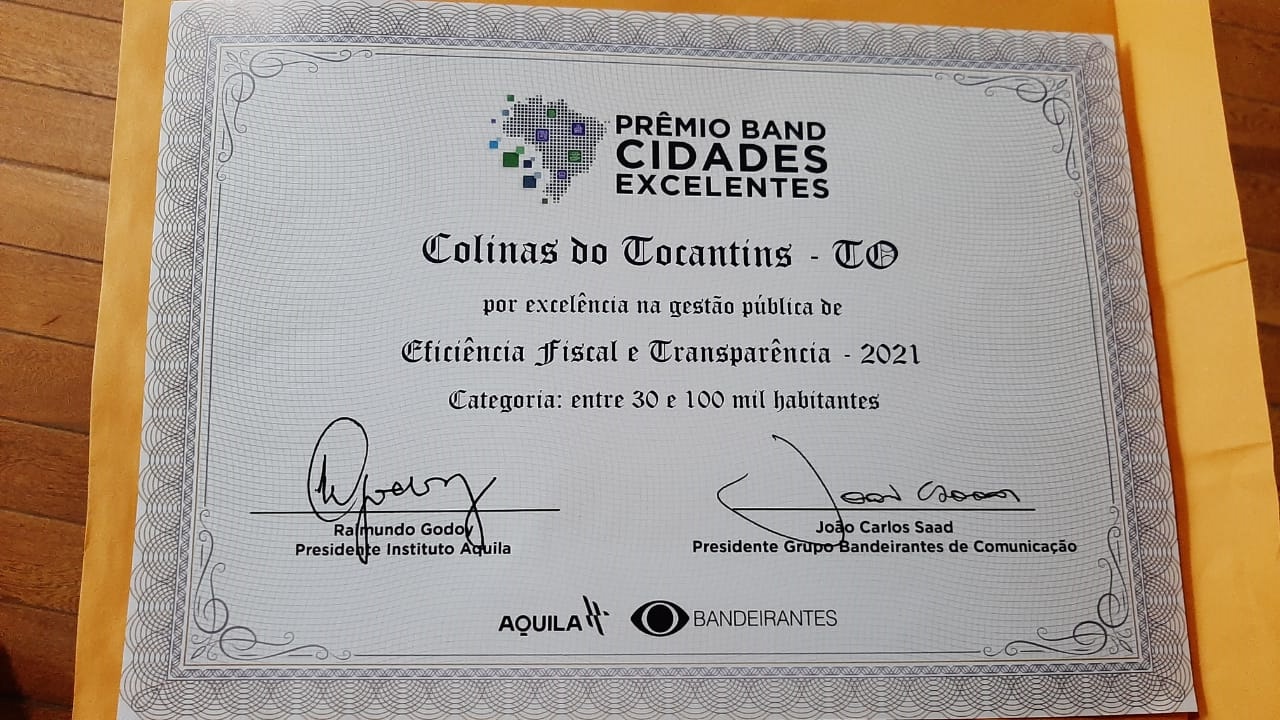 PRÊMIO BAND
CIDADES
EXCELENTES
Colinas do Tocantins - TO
por excelência na gestão pública de
Eficiência Fiscal e Transparência - 2021
Categoria: entre 30 e 100 mil habitantes
Raimundo Godoy
Presidente Instituto Aquila
João Carlos Saad
Presidente Grupo Bandeirantes de Comunicação
AQUILA
BANDEIRANTES